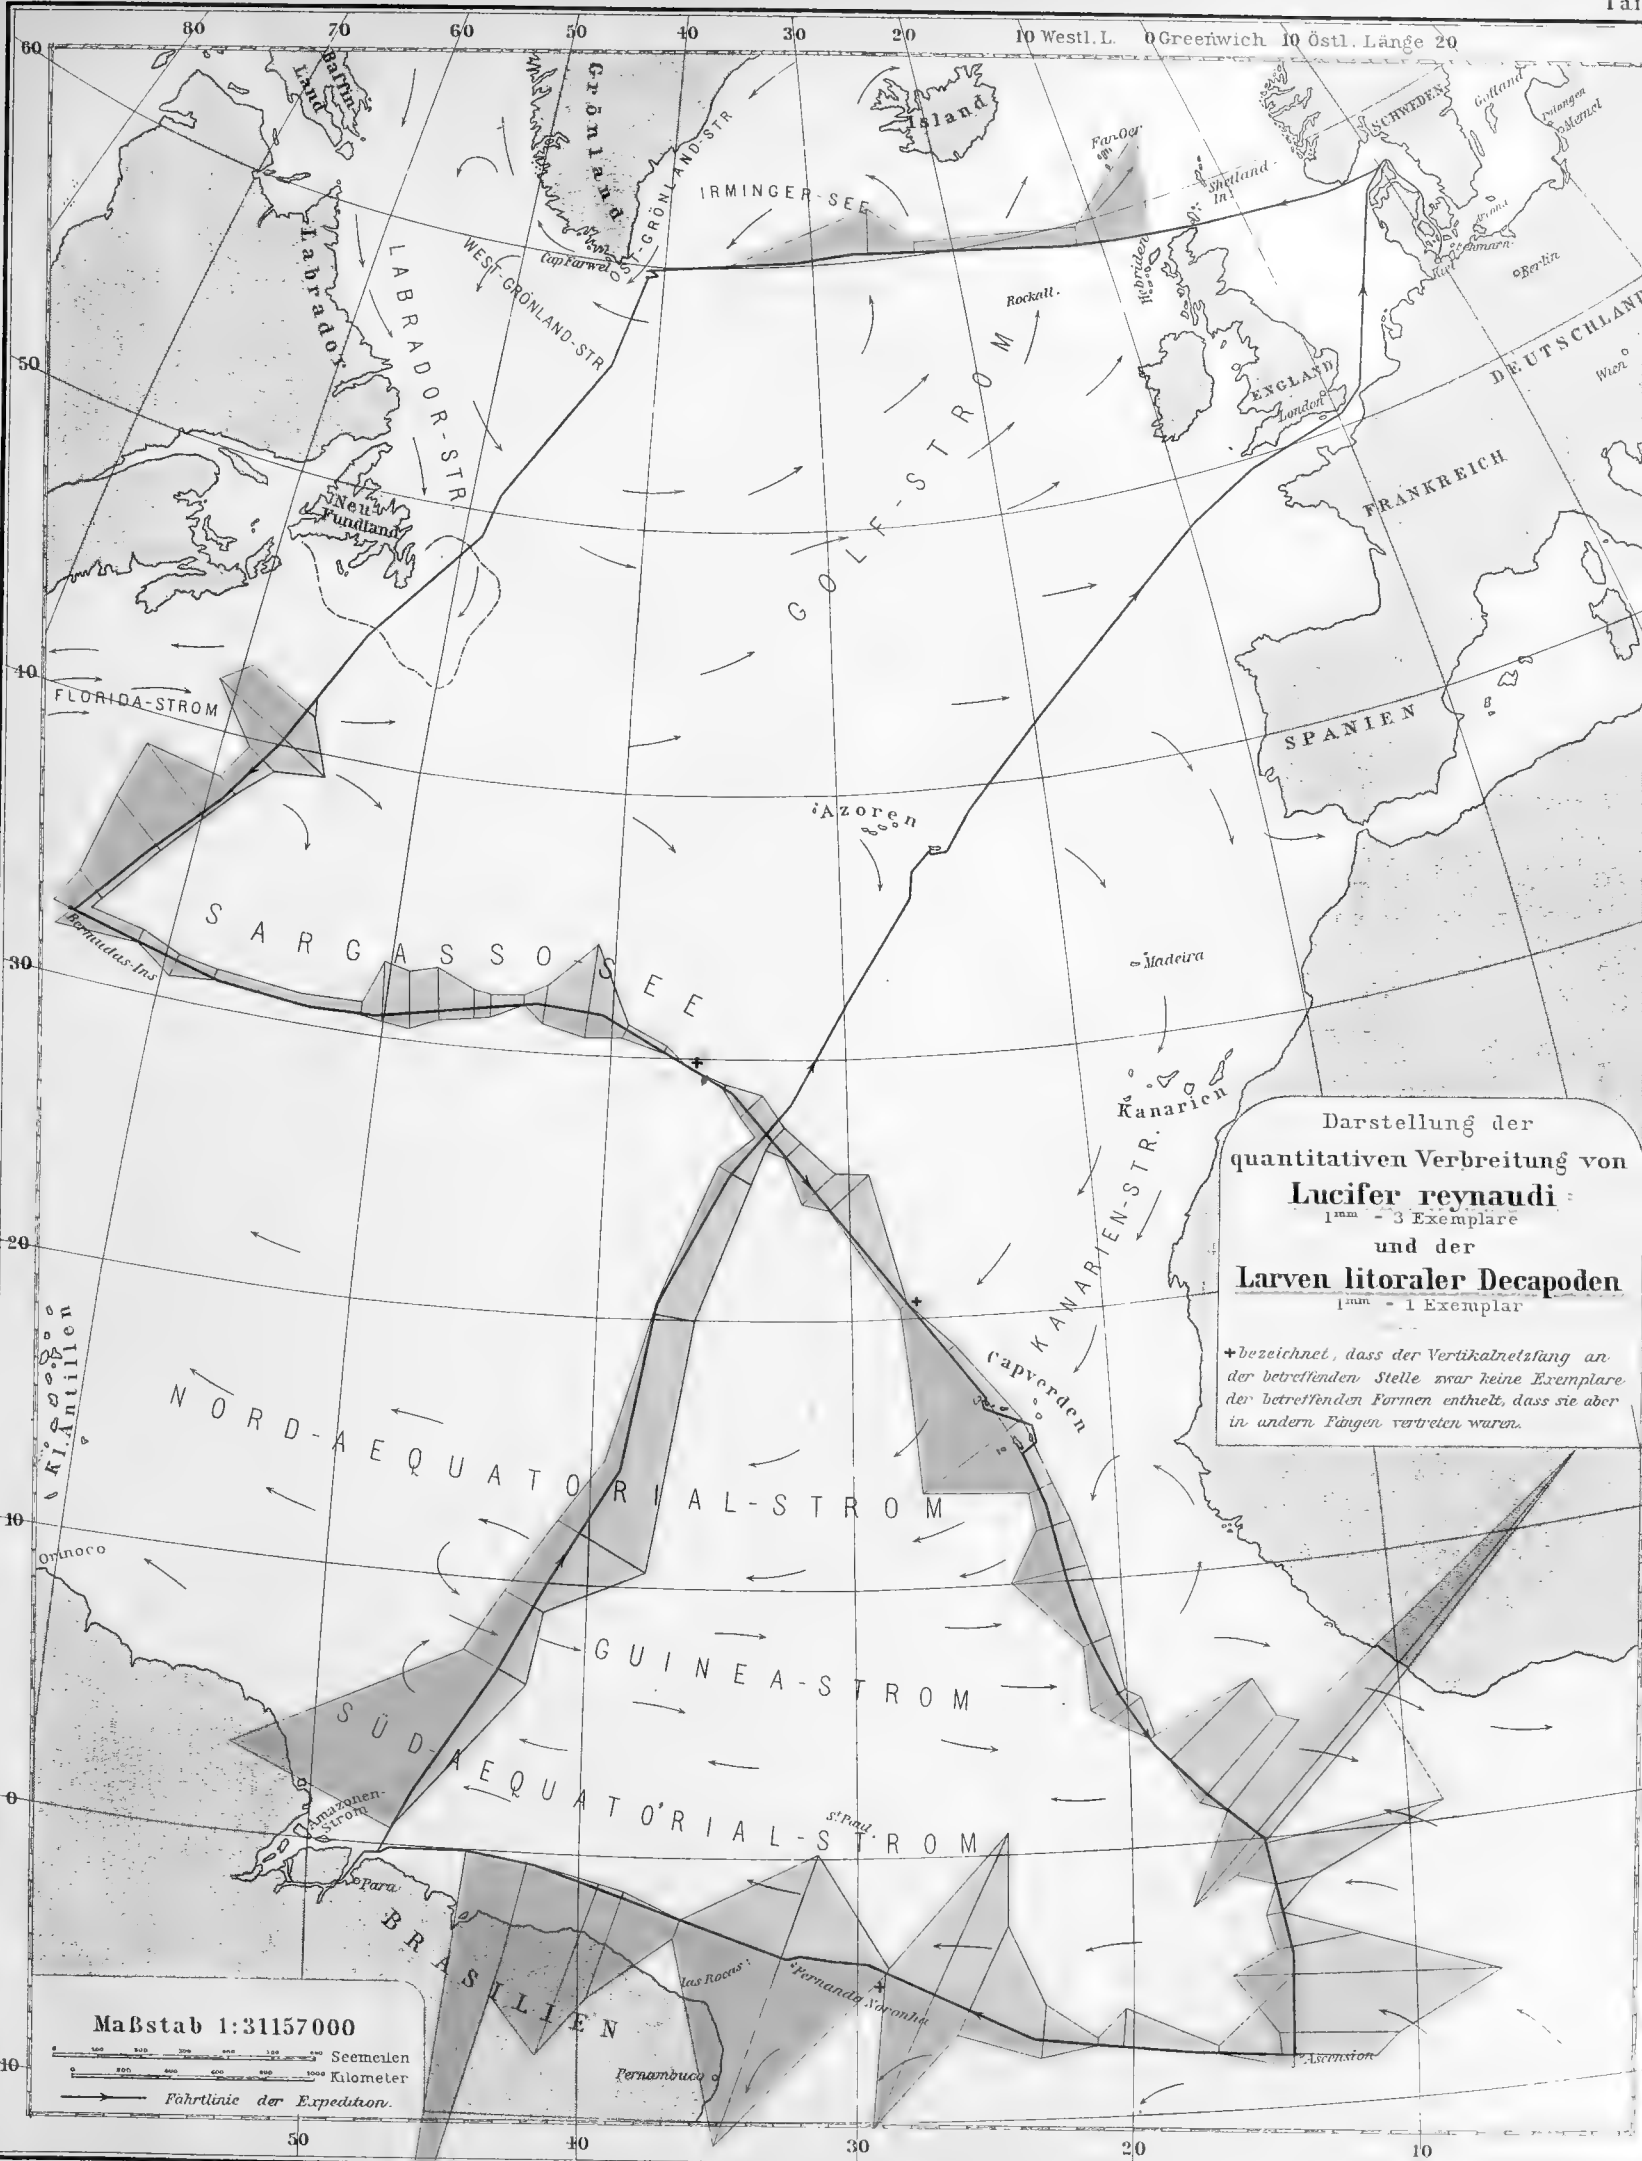 80 70 60 50 40 30 20 10 Westl. L. 0 Greenwich 10 Östl. Länge 20
60
50
40
30
20
10
0
10
50 40 30 20 10
Baffin
Land
Grönland
Island
Far Oer
Shetland
In.
SCHWEDEN
Gotland
Memel
IRMINGER-SEE
OST-GRÖNLAND-STR
WEST-GRÖNLAND-STR
Cap Farwel
Labrador
LABRADOR-STR
Rockall.
Hebriden
Fehmarn
Kiel
Berlin
DEUTSCHLAND
Wien
ENGLAND
London
FRANKREICH
Neu
Fundland
GOLF-STROM
FLORIDA-STROM
SPANIEN
Azoren
Bermudas-Ins
SARGASSO-SEE
Madeira
Kanarien
KANARIEN-STR.
Darstellung der
quantitativen Verbreitung von
Lucifer reynaudi
1mm = 3 Exemplare
und der
Larven litoraler Decapoden
1mm = 1 Exemplar
+ bezeichnet, dass der Vertikalnetzfang an
der betreffenden Stelle zwar keine Exemplare
der betreffenden Formen enthielt, dass sie aber
in andern Fängen vertreten waren.
Kl. Antillen
Capverden
NORD-AEQUATORIAL-STROM
Orinoco
GUINEA-STROM
SÜD-AEQUATORIAL-STROM
Amazonen-
Strom
St. Paul.
Para
BRASILIEN
las Rocas
Fernando Noronha
Pernambuco
Ascension
Maßstab 1:31157000
Seemeilen
Kilometer
Fahrtlinie der Expedition.